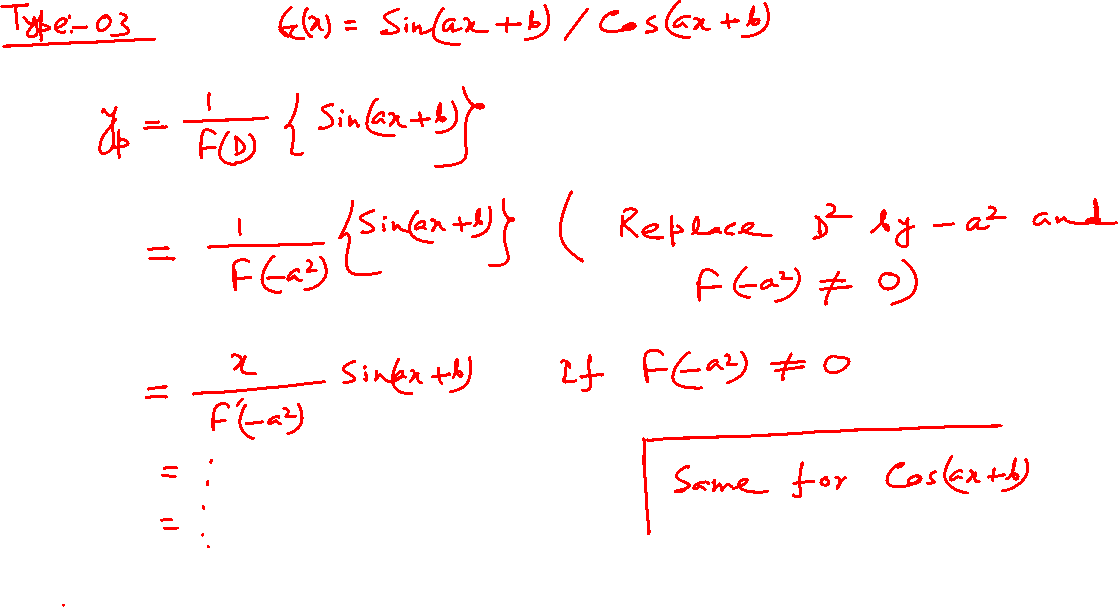 Type:- 03 G(x) = Sin(ax+b) / Cos(ax+b)
y_p = 1/F(D) { Sin(ax+b) }
= 1/F(-a²) { Sin(ax+b) } ( Replace D² by -a² and
F(-a²) ≠ 0)
= x/F'(-a²) Sin(ax+b) If F(-a²) ≠ 0
= ⋮
= ⋮
Same for Cos(ax+b)